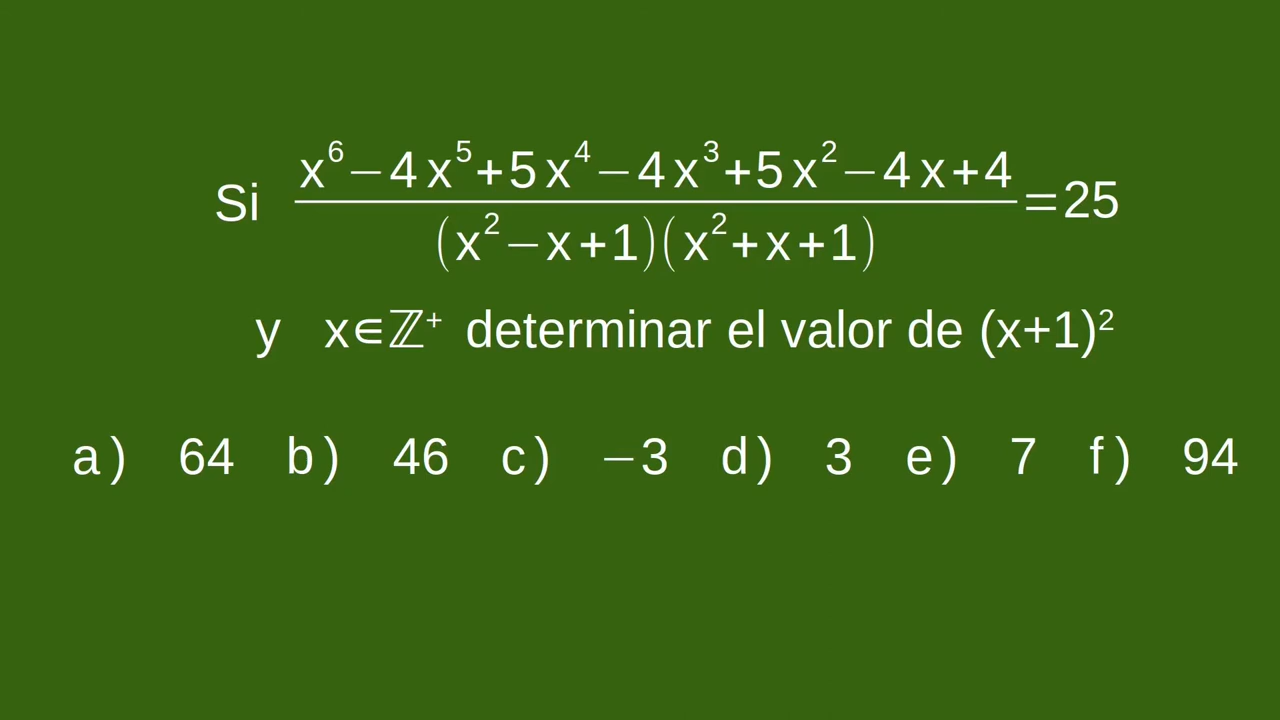 Si (x⁶−4x⁵+5x⁴−4x³+5x²−4x+4)/((x²−x+1)(x²+x+1))=25
y x∈ℤ⁺ determinar el valor de (x+1)²
a) 64 b) 46 c) −3 d) 3 e) 7 f) 94